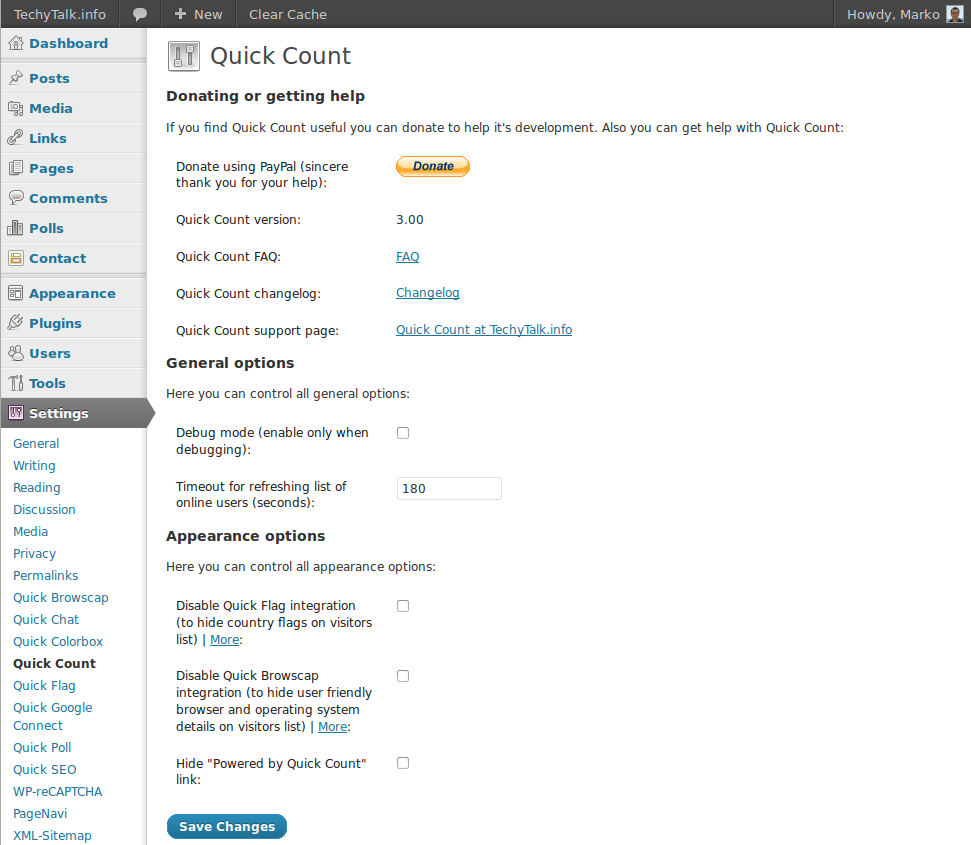 TechyTalk.info
New
Clear Cache
Howdy, Marko
Dashboard
Posts
Media
Links
Pages
Comments
Polls
Contact
Appearance
Plugins
Users
Tools
Settings
General
Writing
Reading
Discussion
Media
Privacy
Permalinks
Quick Browscap
Quick Chat
Quick Colorbox
Quick Count
Quick Flag
Quick Google
Connect
Quick Poll
Quick SEO
WP-reCAPTCHA
PageNavi
XML-Sitemap
Quick Count
Donating or getting help
If you find Quick Count useful you can donate to help it's development. Also you can get help with Quick Count:
Donate using PayPal (sincere
thank you for your help):
Donate
Quick Count version:
3.00
Quick Count FAQ:
FAQ
Quick Count changelog:
Changelog
Quick Count support page:
Quick Count at TechyTalk.info
General options
Here you can control all general options:
Debug mode (enable only when
debugging):
Timeout for refreshing list of
online users (seconds):
180
Appearance options
Here you can control all appearance options:
Disable Quick Flag integration
(to hide country flags on visitors
list) | More:
Disable Quick Browscap
integration (to hide user friendly
browser and operating system
details on visitors list) | More:
Hide "Powered by Quick Count"
link:
Save Changes